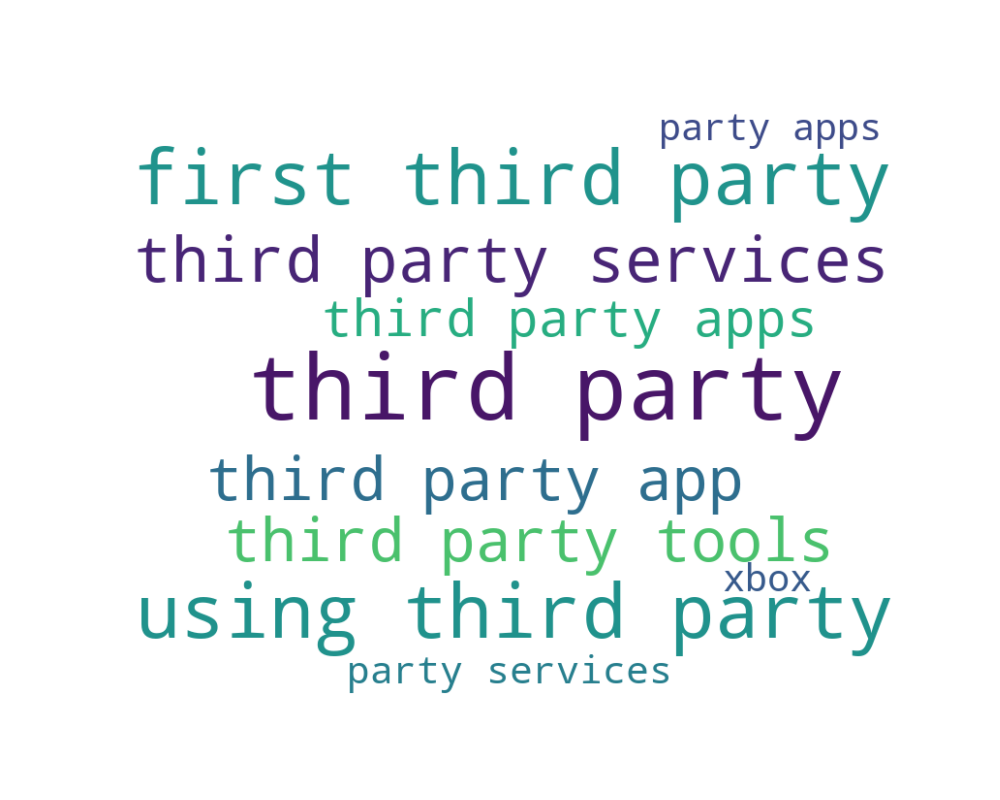 party apps
first third party
third party services
third party apps
third party
third party app
third party tools
xbox
using third party
party services